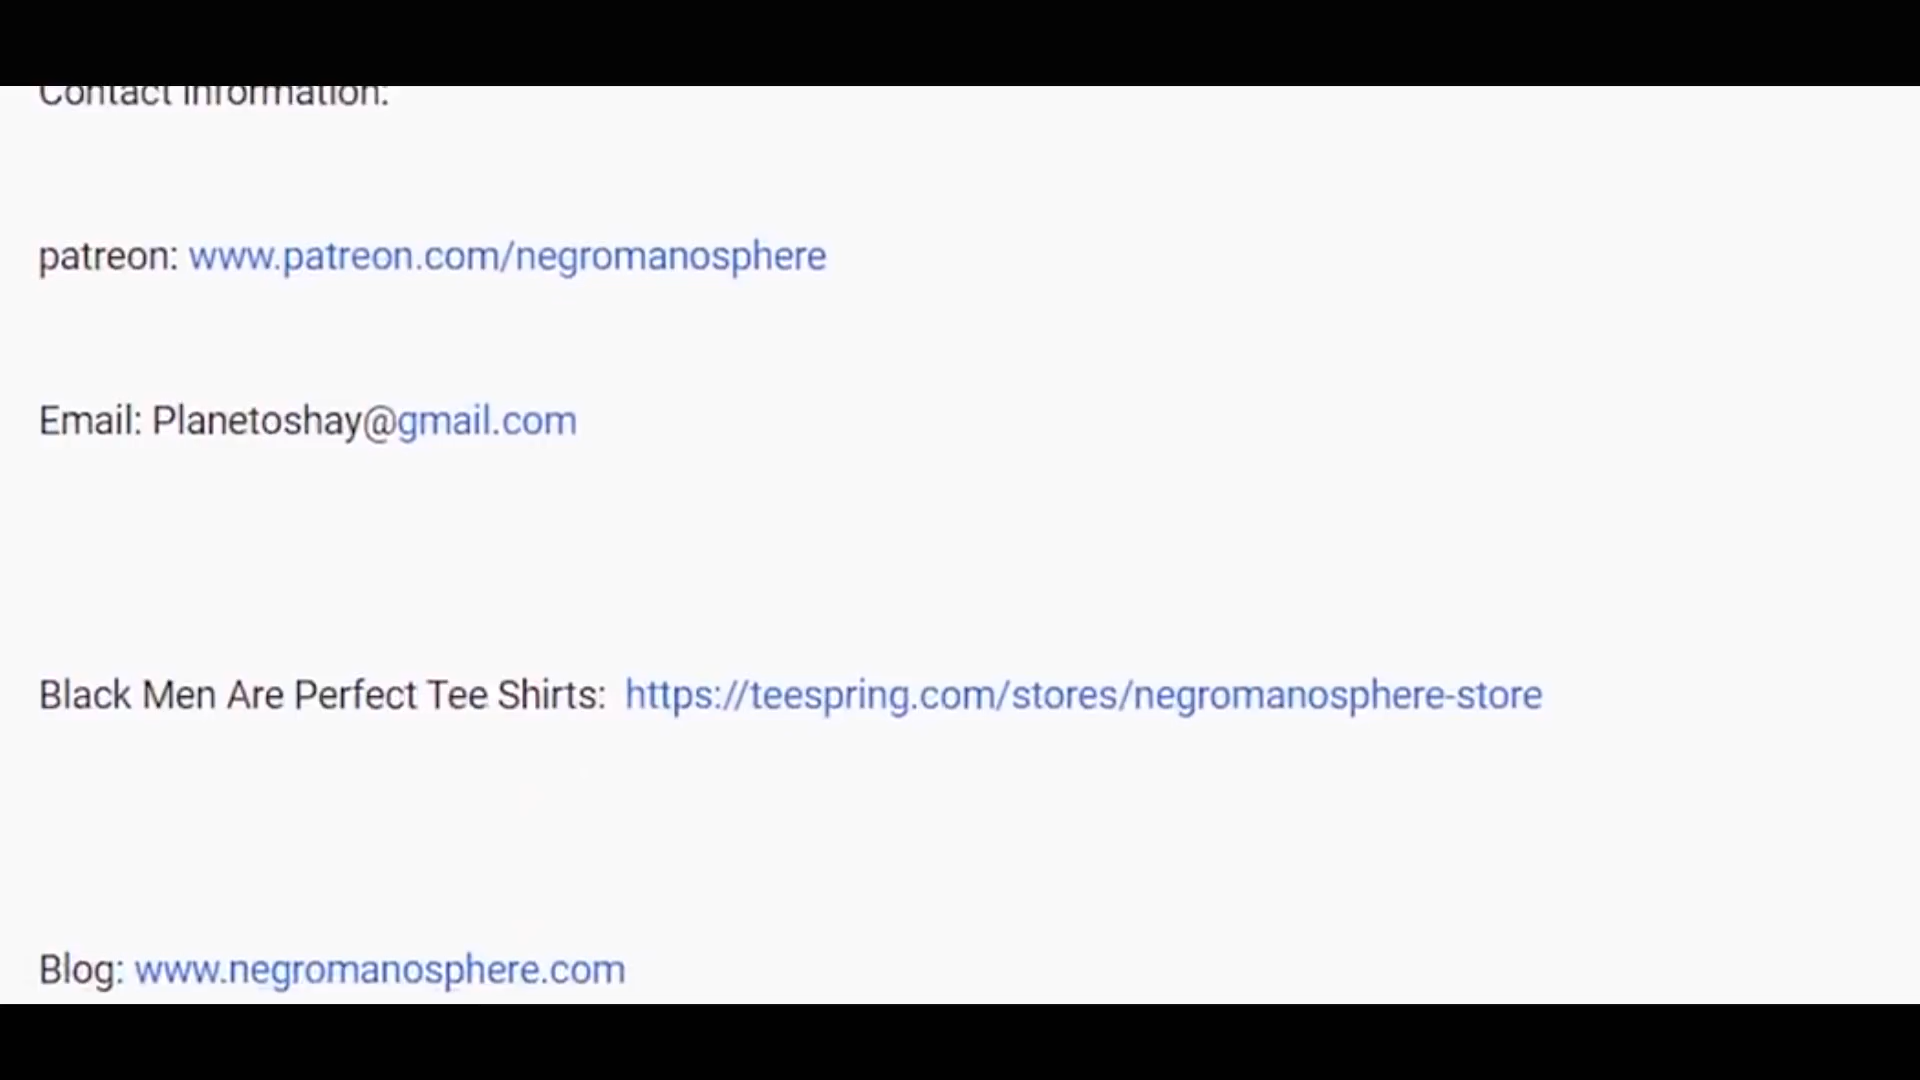 Contact Information:
patreon: www.patreon.com/negromanosphere
Email: Planetoshay@gmail.com
Black Men Are Perfect Tee Shirts: https://teespring.com/stores/negromanosphere-store
Blog: www.negromanosphere.com